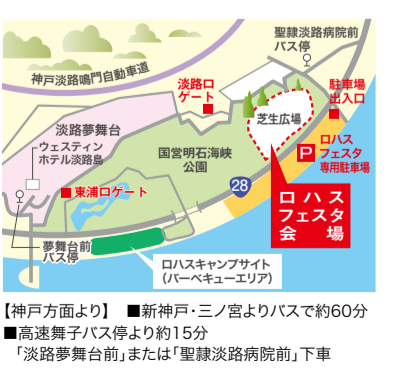 聖隷淡路病院前
バス停
神戸淡路鳴門自動車道
淡路口
ゲート
駐車場
出入口
芝生広場
淡路夢舞台
ウェスティン
ホテル淡路島
国営明石海峡
公園
P
ロハス
フェスタ
専用駐車場
東浦口ゲート
28
ロハス
フェスタ
会場
夢舞台前
バス停
ロハスキャンプサイト
(バーベキューエリア)
【神戸方面より】 ■新神戸・三ノ宮よりバスで約60分
■高速舞子バス停より約15分
「淡路夢舞台前」または「聖隷淡路病院前」下車